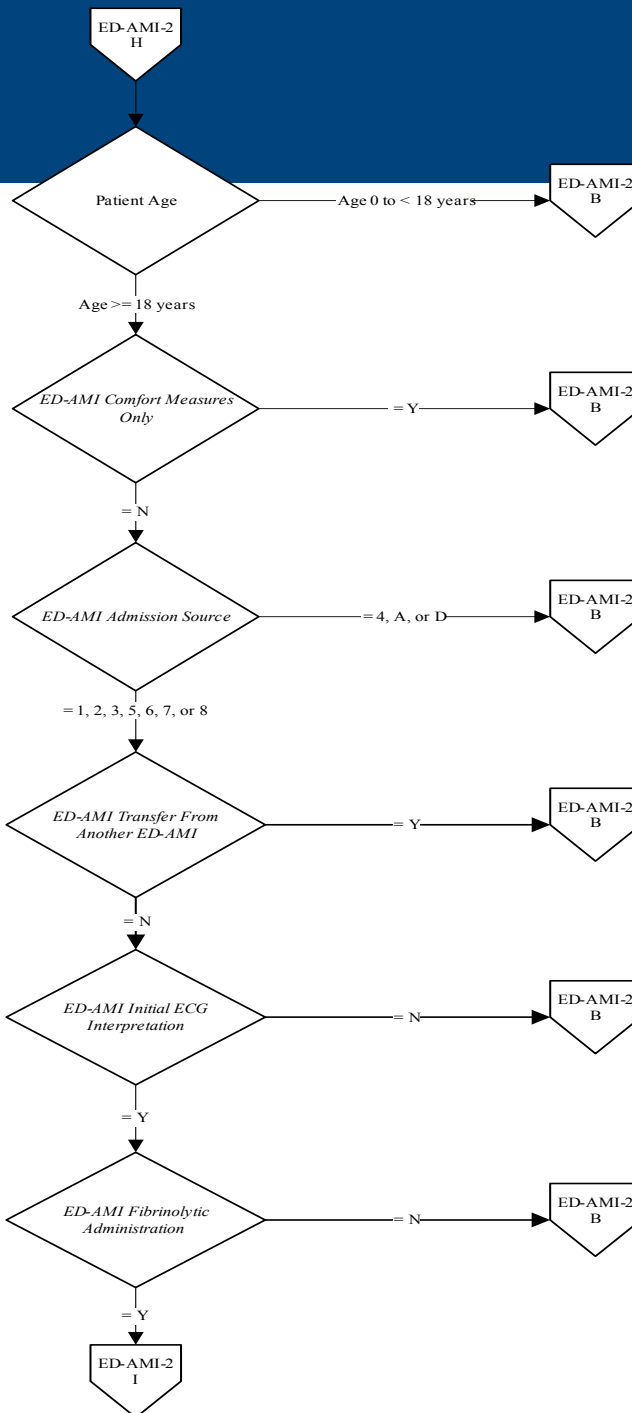 ED-AMI-2
H
Patient Age
Age 0 to < 18 years
ED-AMI-2
B
Age >= 18 years
ED-AMI Comfort Measures
Only
= Y
ED-AMI-2
B
= N
ED-AMI Admission Source
= 4, A, or D
ED-AMI-2
B
= 1, 2, 3, 5, 6, 7, or 8
ED-AMI Transfer From
Another ED-AMI
= Y
ED-AMI-2
B
= N
ED-AMI Initial ECG
Interpretation
= N
ED-AMI-2
B
= Y
ED-AMI Fibrinolytic
Administration
= N
ED-AMI-2
B
= Y
ED-AMI-2
I